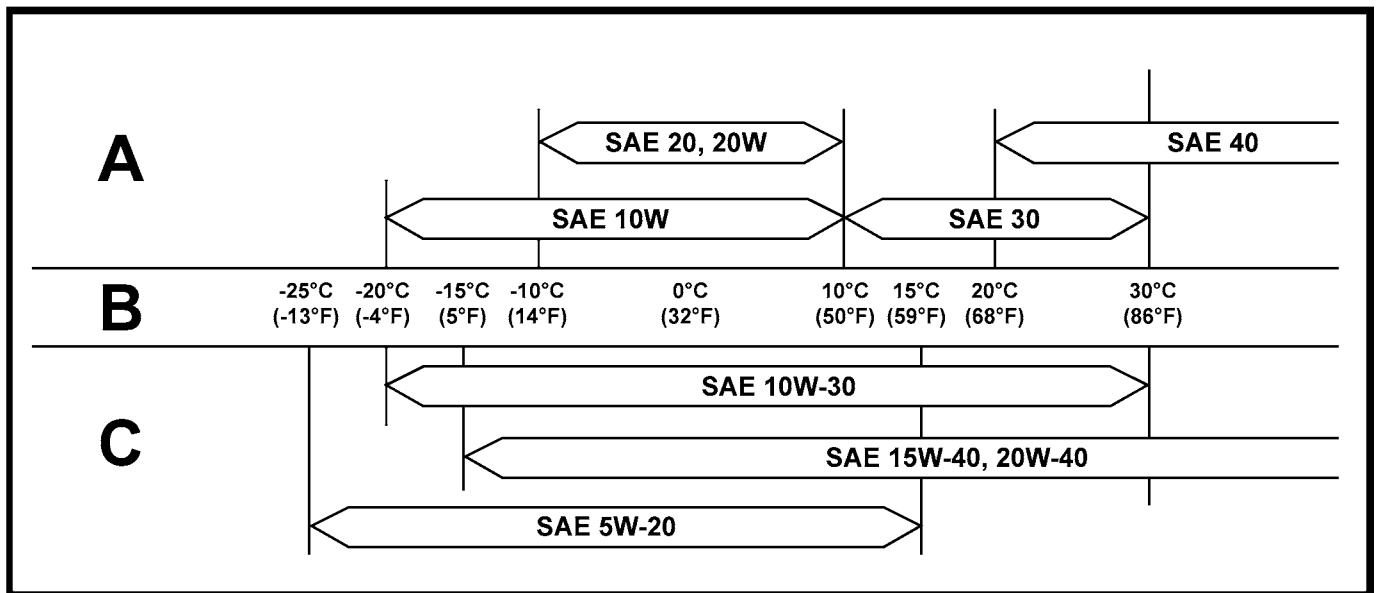 A
SAE 20, 20W
SAE 40
SAE 10W
SAE 30
B
-25°C -20°C -15°C -10°C 0°C 10°C 15°C 20°C 30°C
(-13°F) (-4°F) (5°F) (14°F) (32°F) (50°F) (59°F) (68°F) (86°F)
C
SAE 10W-30
SAE 15W-40, 20W-40
SAE 5W-20